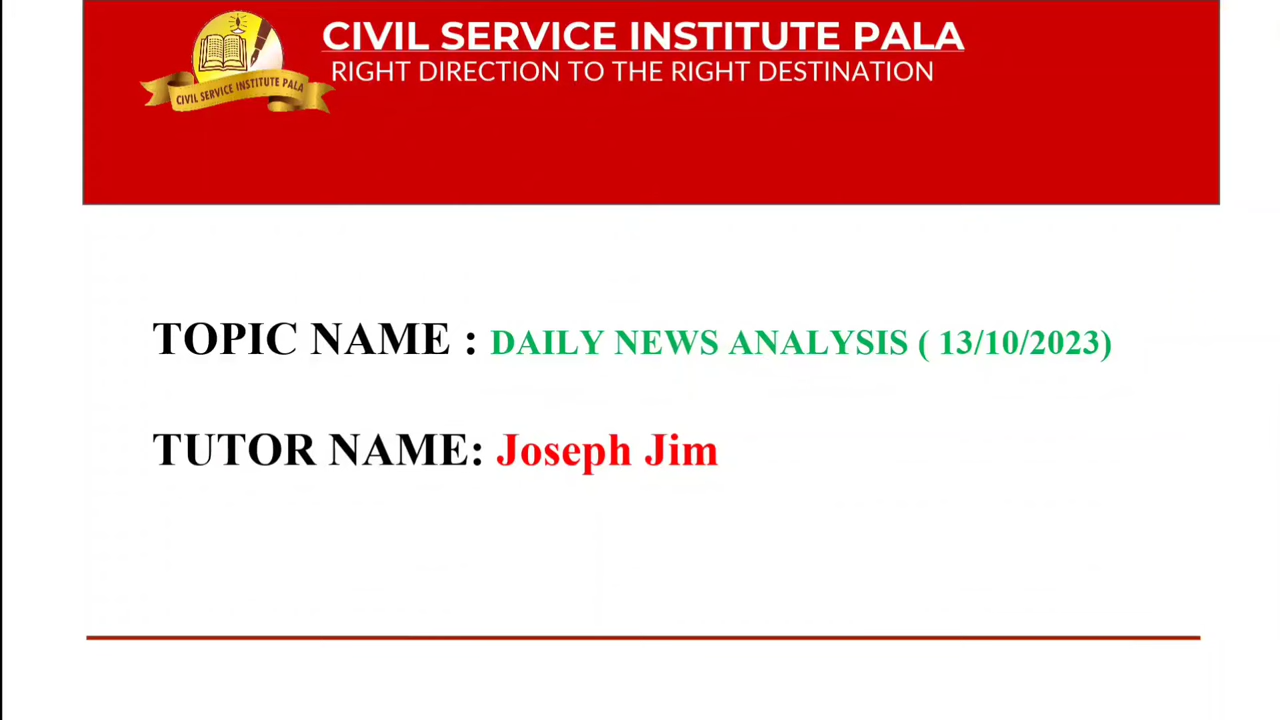 CIVIL SERVICE INSTITUTE PALA
RIGHT DIRECTION TO THE RIGHT DESTINATION
CIVIL SERVICE INSTITUTE PALA
TOPIC NAME : DAILY NEWS ANALYSIS ( 13/10/2023)
TUTOR NAME: Joseph Jim